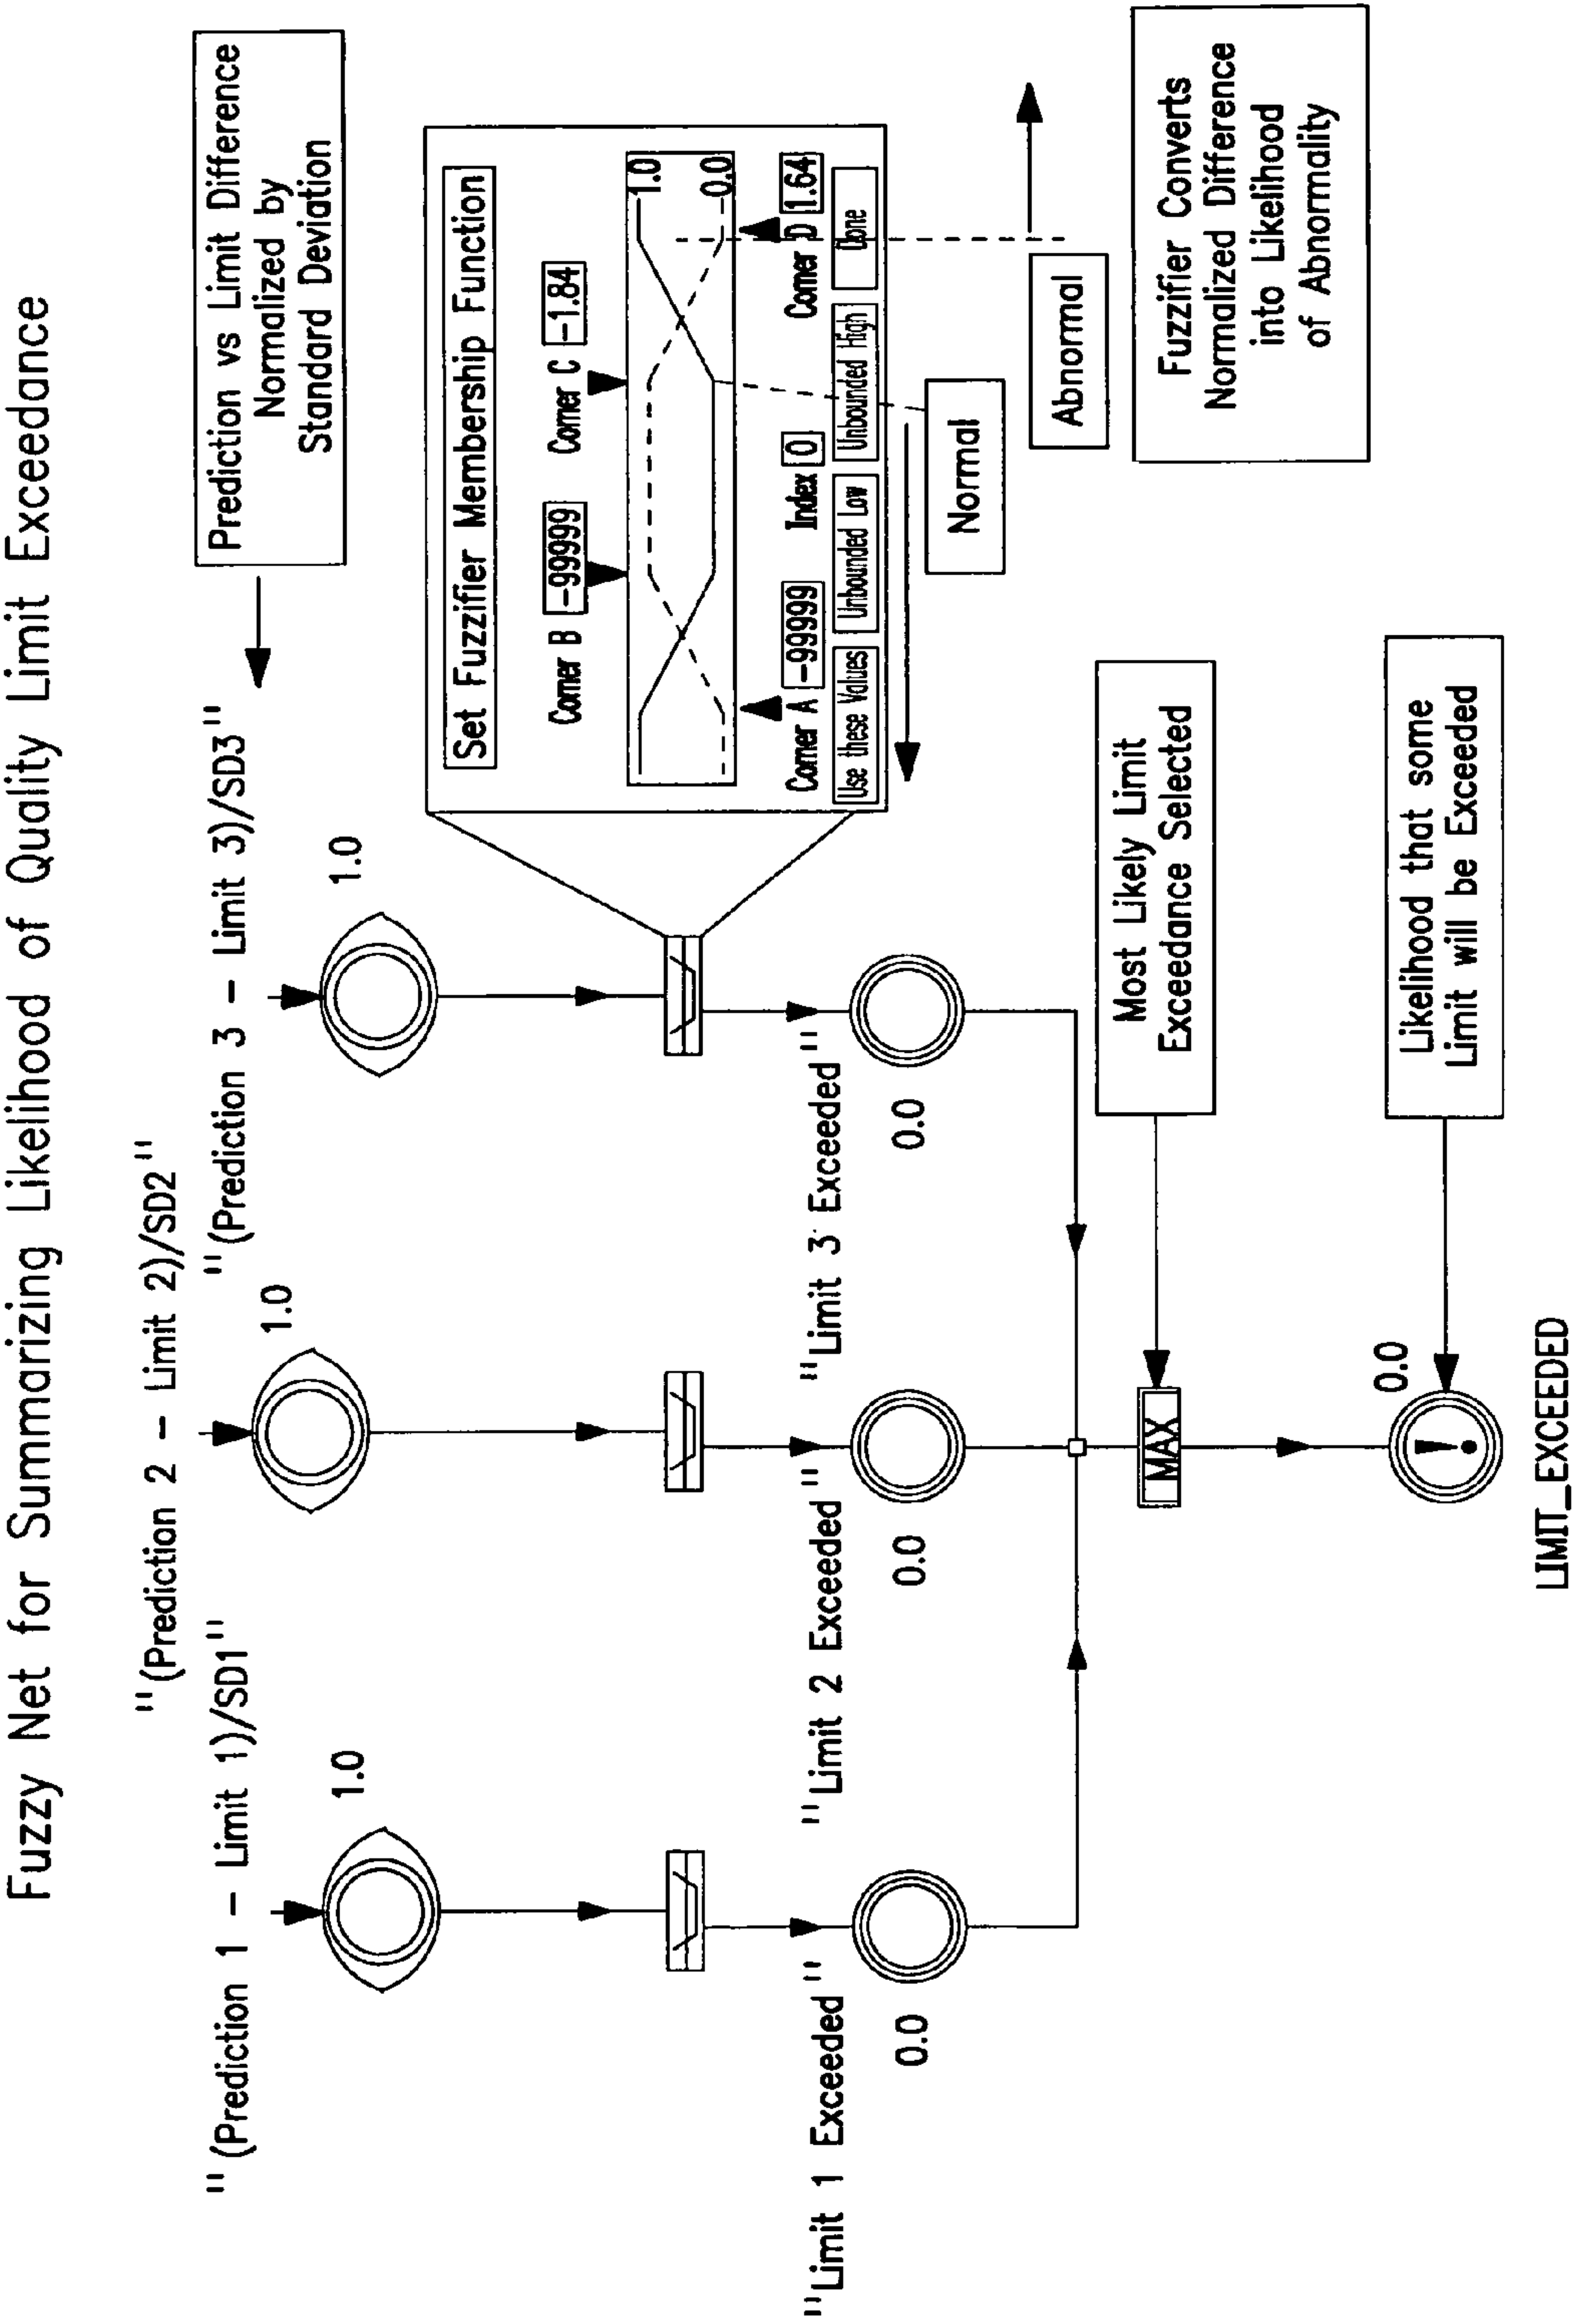 Fuzzy Net for Summarizing Likelihood of Quality Limit Exceedance
"(Prediction 2 - Limit 2)/SD2"
"(Prediction 1 - Limit 1)/SD1"
"(Prediction 3 - Limit 3)/SD3"
Prediction vs Limit Difference
Normalized by
Standard Deviation
1.0
1.0
1.0
Set Fuzzifier Membership Function
Corner B -99999
Corner C -1.84
1.0
0.0
Corner A -99999
Index 0
Corner D 1.64
Use these Values
Unbounded Low
Unbounded High
Done
Normal
Abnormal
Fuzzifier Converts
Normalized Difference
into Likelihood
of Abnormality
"Limit 1 Exceeded"
"Limit 2 Exceeded"
"Limit 3 Exceeded"
0.0
0.0
0.0
Most Likely Limit
Exceedance Selected
MAX
Likelihood that some
Limit will be Exceeded
0.0
!
LIMIT_EXCEEDED